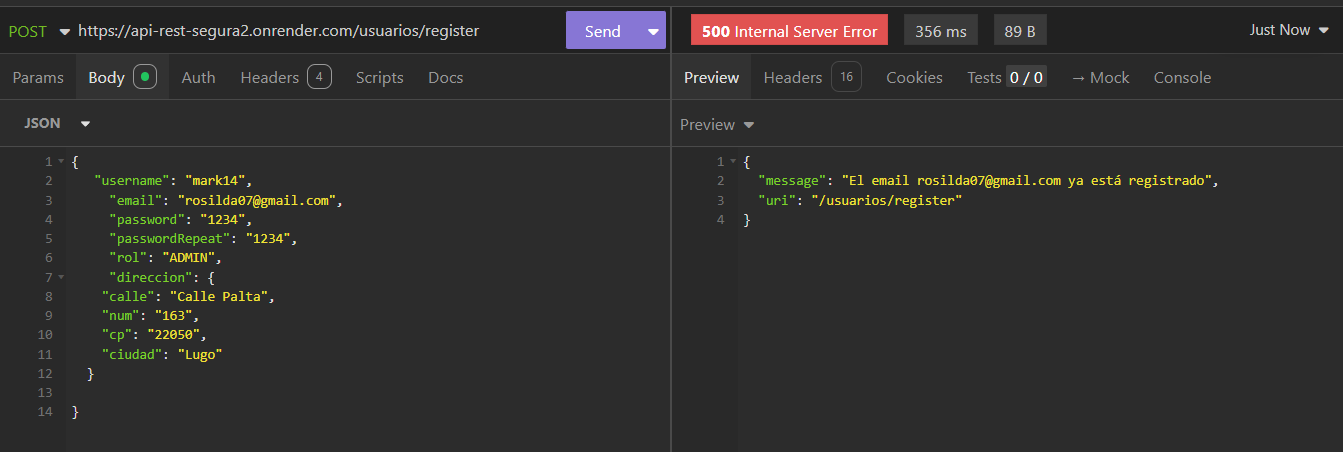 POST https://api-rest-segura2.onrender.com/usuarios/register Send
500 Internal Server Error 356 ms 89 B Just Now
Params Body Auth Headers 4 Scripts Docs
Preview Headers 16 Cookies Tests 0 / 0 → Mock Console
JSON
Preview
1 {
2 "username": "mark14",
3 "email": "rosilda07@gmail.com",
4 "password": "1234",
5 "passwordRepeat": "1234",
6 "rol": "ADMIN",
7 "direccion": {
8 "calle": "Calle Palta",
9 "num": "163",
10 "cp": "22050",
11 "ciudad": "Lugo"
12 }
13
14 }
1 {
2 "message": "El email rosilda07@gmail.com ya está registrado",
3 "uri": "/usuarios/register"
4 }